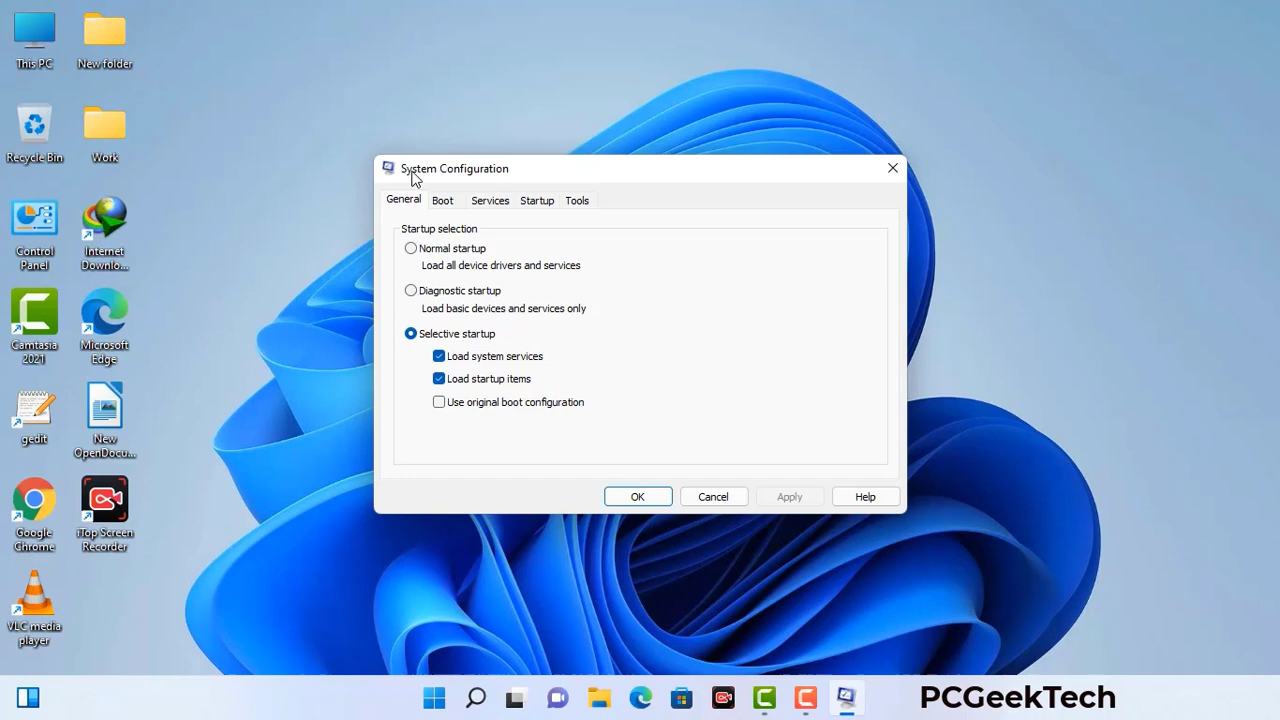 This PC
New folder
Recycle Bin
Work
Control
Panel
Internet
Downlo...
Camtasia
2021
Microsoft
Edge
gedit
New
OpenDocu...
Google
Chrome
iTop Screen
Recorder
VLC media
player
System Configuration
General
Boot
Services
Startup
Tools
Startup selection
Normal startup
Load all device drivers and services
Diagnostic startup
Load basic devices and services only
Selective startup
Load system services
Load startup items
Use original boot configuration
OK
Cancel
Apply
Help
PCGeekTech